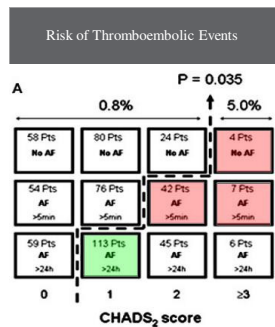 Risk of Thromboembolic Events
P = 0.035
A
0.8%
5.0%
58 Pts
No AF
80 Pts
No AF
24 Pts
No AF
4 Pts
No AF
54 Pts
AF
>5min
76 Pts
AF
>5min
42 Pts
AF
>5min
7 Pts
AF
>5min
59 Pts
AF
>24h
113 Pts
AF
>24h
45 Pts
AF
>24h
6 Pts
AF
>24h
0 1 2 ≥3
CHADS₂ score